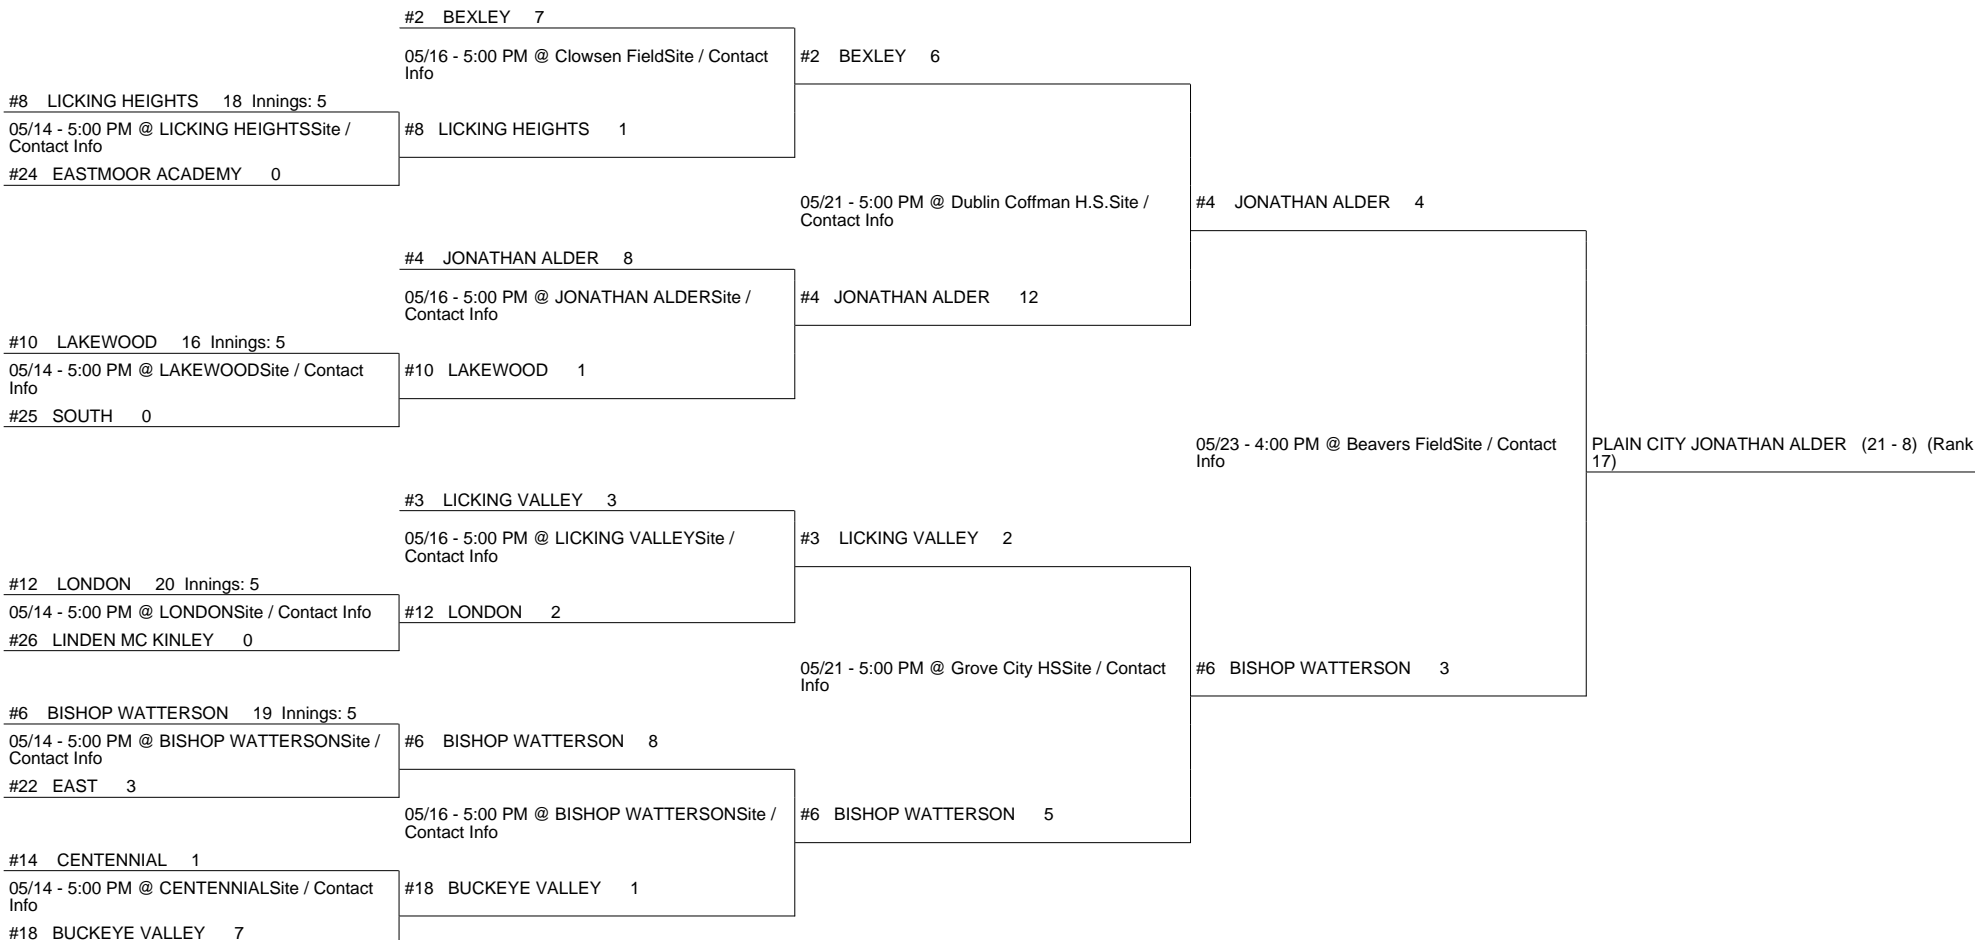 #2 BEXLEY 7
05/16 - 5:00 PM @ Clowsen FieldSite / Contact
Info
#2 BEXLEY 6
#8 LICKING HEIGHTS 18 Innings: 5
05/14 - 5:00 PM @ LICKING HEIGHTSSite /
Contact Info
#8 LICKING HEIGHTS 1
#24 EASTMOOR ACADEMY 0
05/21 - 5:00 PM @ Dublin Coffman H.S.Site /
Contact Info
#4 JONATHAN ALDER 4
#4 JONATHAN ALDER 8
05/16 - 5:00 PM @ JONATHAN ALDERSite /
Contact Info
#4 JONATHAN ALDER 12
#10 LAKEWOOD 16 Innings: 5
05/14 - 5:00 PM @ LAKEWOODSite / Contact
Info
#10 LAKEWOOD 1
#25 SOUTH 0
05/23 - 4:00 PM @ Beavers FieldSite / Contact
Info
PLAIN CITY JONATHAN ALDER (21 - 8) (Rank
17)
#3 LICKING VALLEY 3
05/16 - 5:00 PM @ LICKING VALLEYSite /
Contact Info
#3 LICKING VALLEY 2
#12 LONDON 20 Innings: 5
05/14 - 5:00 PM @ LONDONSite / Contact Info
#12 LONDON 2
#26 LINDEN MC KINLEY 0
05/21 - 5:00 PM @ Grove City HSSite / Contact
Info
#6 BISHOP WATTERSON 3
#6 BISHOP WATTERSON 19 Innings: 5
05/14 - 5:00 PM @ BISHOP WATTERSONSite /
Contact Info
#6 BISHOP WATTERSON 8
#22 EAST 3
05/16 - 5:00 PM @ BISHOP WATTERSONSite /
Contact Info
#6 BISHOP WATTERSON 5
#14 CENTENNIAL 1
05/14 - 5:00 PM @ CENTENNIALSite / Contact
Info
#18 BUCKEYE VALLEY 1
#18 BUCKEYE VALLEY 7